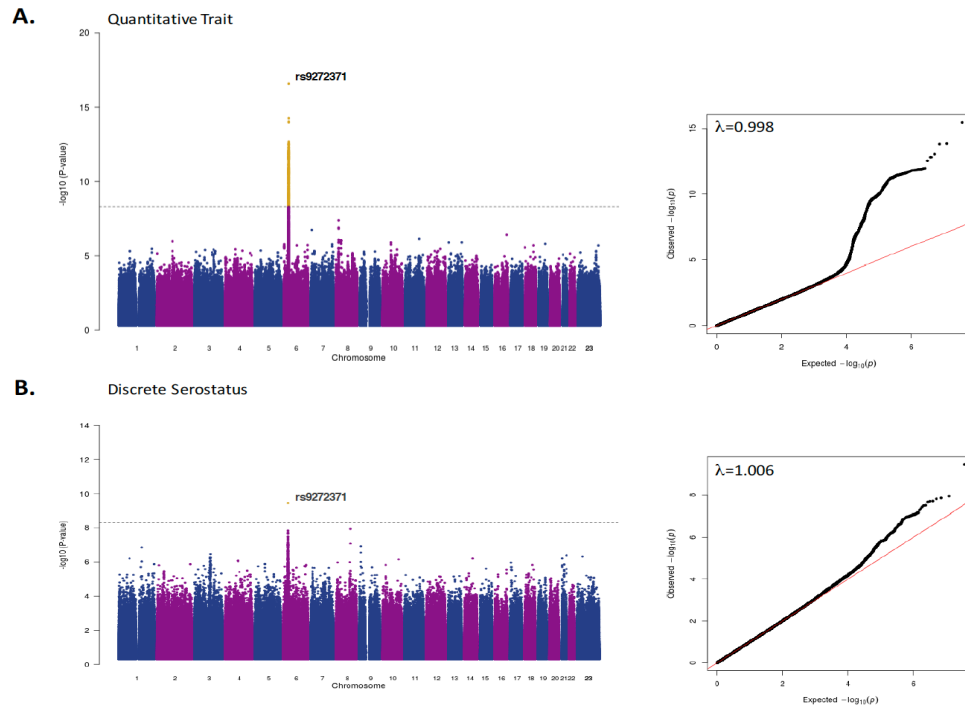 A.
Quantitative Trait
20
15
10
5
0
-log10 (P-value)
rs9272371
1 2 3 4 5 6 7 8 9 10 11 12 13 14 15 16 17 18 19 20 21 22 23
Chromosome
λ=0.998
15
10
5
0
Observed −log₁₀(p)
0 2 4 6
Expected −log₁₀(p)
B.
Discrete Serostatus
14
12
10
8
6
4
2
0
-log10 (P-value)
rs9272371
1 2 3 4 5 6 7 8 9 10 11 12 13 14 15 16 17 18 19 20 21 22 23
Chromosome
λ=1.006
8
6
4
2
0
Observed −log₁₀(p)
0 2 4 6
Expected −log₁₀(p)